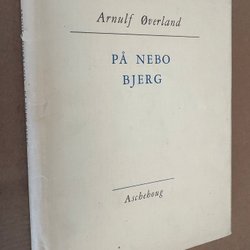 Arnulf Øverland
PÅ NEBO
BJERG
Aschehoug